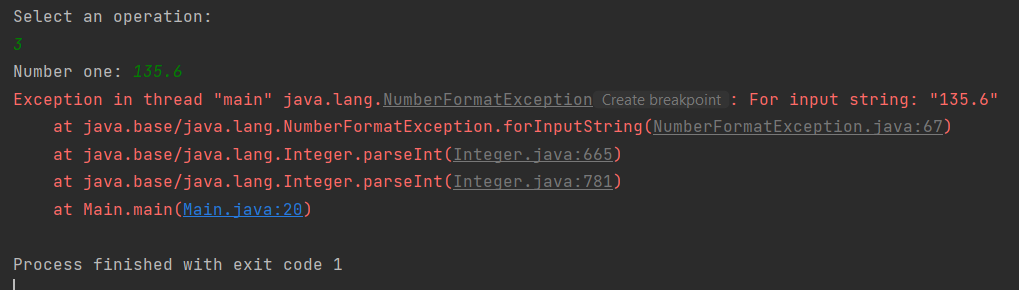 Select an operation:
3
Number one: 135.6
Exception in thread "main" java.lang.NumberFormatException Create breakpoint : For input string: "135.6"
at java.base/java.lang.NumberFormatException.forInputString(NumberFormatException.java:67)
at java.base/java.lang.Integer.parseInt(Integer.java:665)
at java.base/java.lang.Integer.parseInt(Integer.java:781)
at Main.main(Main.java:20)
Process finished with exit code 1